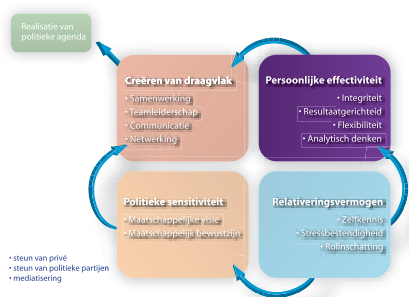 Realisatie van
politieke agenda
Creëren van draagvlak
• Samenwerking
• Teamleiderschap
• Communicatie
• Netwerking
Persoonlijke effectiviteit
• Integriteit
• Resultaatgerichteid
• Flexibiliteit
• Analytisch denken
Politieke sensitiviteit
• Maatschappelijke visie
• Maatschappelijk bewustzijn
Relativeringsvermogen
• Zelfkennis
• Stressbestendigheid
• Rolinschatting
• steun van privé
• steun van politieke partijen
• mediatisering